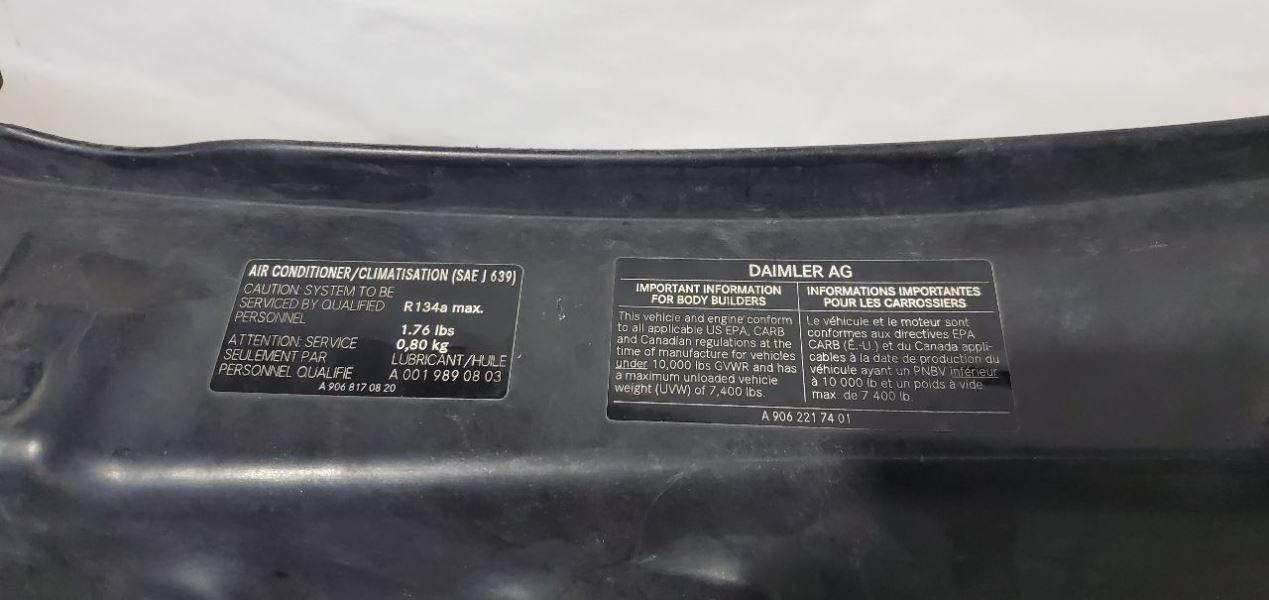 AIR CONDITIONER/CLIMATISATION (SAE J 639)
CAUTION: SYSTEM TO BE
SERVICED BY QUALIFIED
PERSONNEL
ATTENTION: SERVICE
SEULEMENT PAR
PERSONNEL QUALIFIE
R134a max.
1.76 lbs
0,80 kg
LUBRICANT/HUILE
A 001 989 08 03
A 906 817 08 20
DAIMLER AG
IMPORTANT INFORMATION
FOR BODY BUILDERS
This vehicle and engine conform
to all applicable US EPA, CARB
and Canadian regulations at the
time of manufacture for vehicles
under 10,000 lbs GVWR and has
a maximum unloaded vehicle
weight (UVW) of 7,400 lbs.
INFORMATIONS IMPORTANTES
POUR LES CARROSSIERS
Le véhicule et le moteur sont
conformes aux directives EPA
CARB (É.-U.) et du Canada appli-
cables à la date de production du
véhicule ayant un PNBV inférieur
à 10 000 lb et un poids à vide
max. de 7 400 lb.
A 906 221 74 01